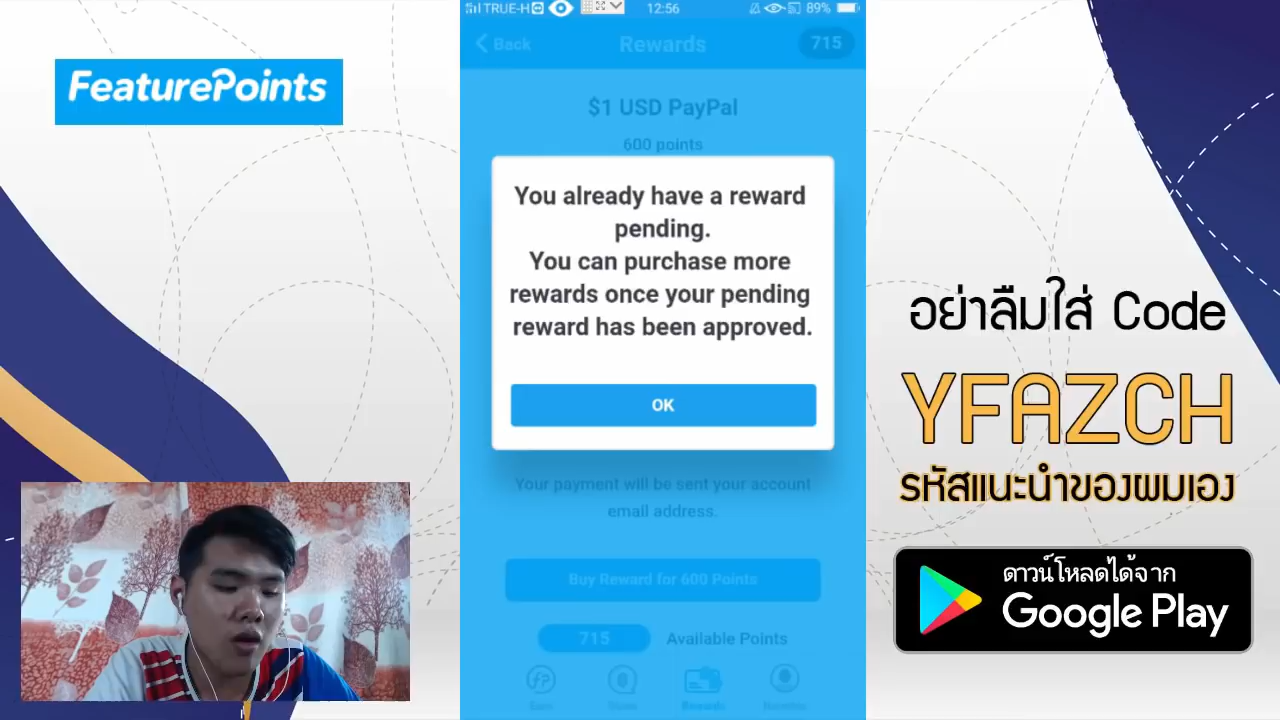 FeaturePoints
TRUE-H
12:56
89%
Back
Rewards
715
$1 USD PayPal
600 points
You already have a reward
pending.
You can purchase more
rewards once your pending
reward has been approved.
OK
Your payment will be sent your account
email address.
Buy Reward for 600 Points
715
Available Points
Rewards
อย่าลืมใส่ Code
YFAZCH
รหัสแนะนำของผมเอง
ดาวน์โหลดได้จาก
Google Play